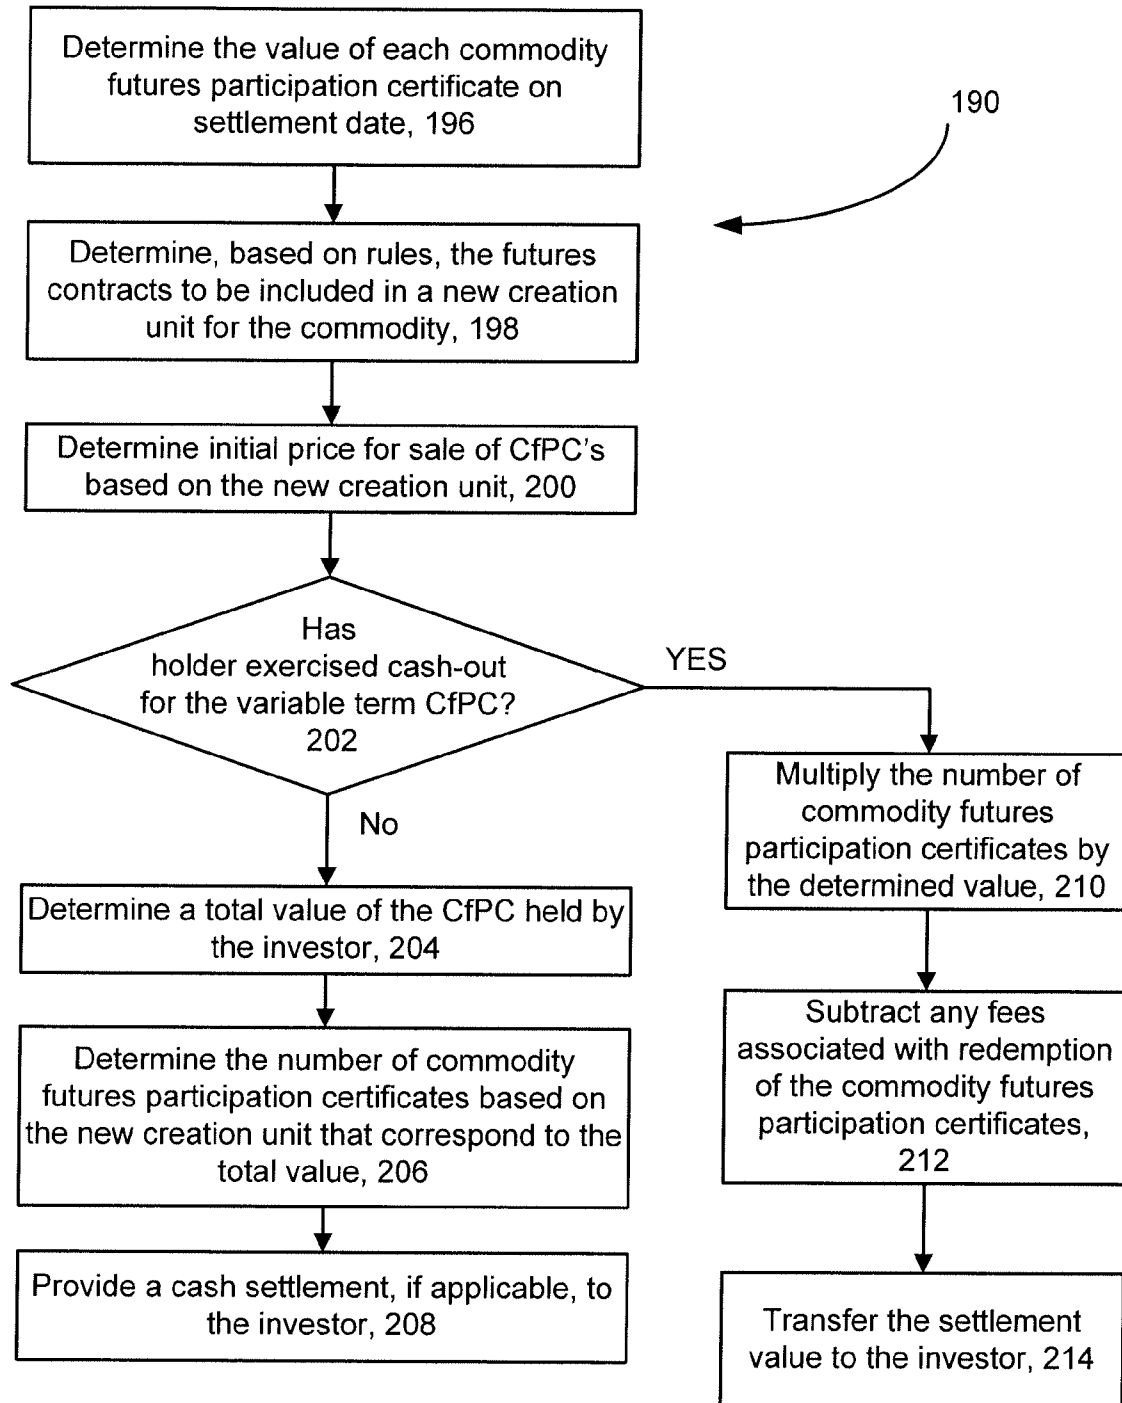 Determine the value of each commodity
futures participation certificate on
settlement date, 196
190
Determine, based on rules, the futures
contracts to be included in a new creation
unit for the commodity, 198
Determine initial price for sale of CfPC's
based on the new creation unit, 200
Has
holder exercised cash-out
for the variable term CfPC?
202
YES
No
Multiply the number of
commodity futures
participation certificates by
the determined value, 210
Determine a total value of the CfPC held by
the investor, 204
Subtract any fees
associated with redemption
of the commodity futures
participation certificates,
212
Determine the number of commodity
futures participation certificates based on
the new creation unit that correspond to the
total value, 206
Provide a cash settlement, if applicable, to
the investor, 208
Transfer the settlement
value to the investor, 214